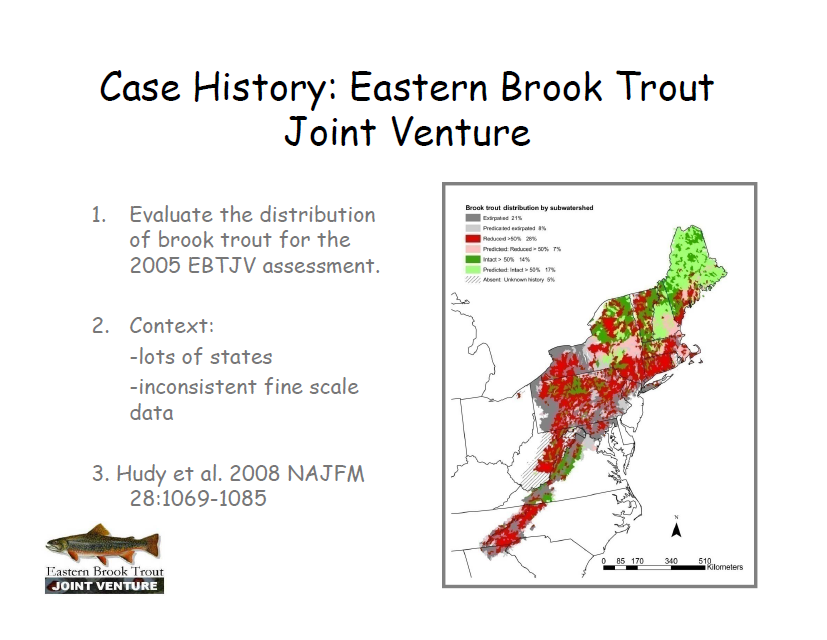 Case History: Eastern Brook Trout
Joint Venture
1. Evaluate the distribution
of brook trout for the
2005 EBTJV assessment.
2. Context:
-lots of states
-inconsistent fine scale
data
3. Hudy et al. 2008 NAJFM
28:1069-1085
Eastern Brook Trout
JOINT VENTURE
Brook trout distribution by subwatershed
Extirpated 21%
Predicated extirpated 8%
Reduced >50% 28%
Predicted: Reduced > 50% 7%
Intact > 50% 14%
Predicted: Intact > 50% 17%
Absent: Unknown history 5%
N
0 85 170 340 510
Kilometers